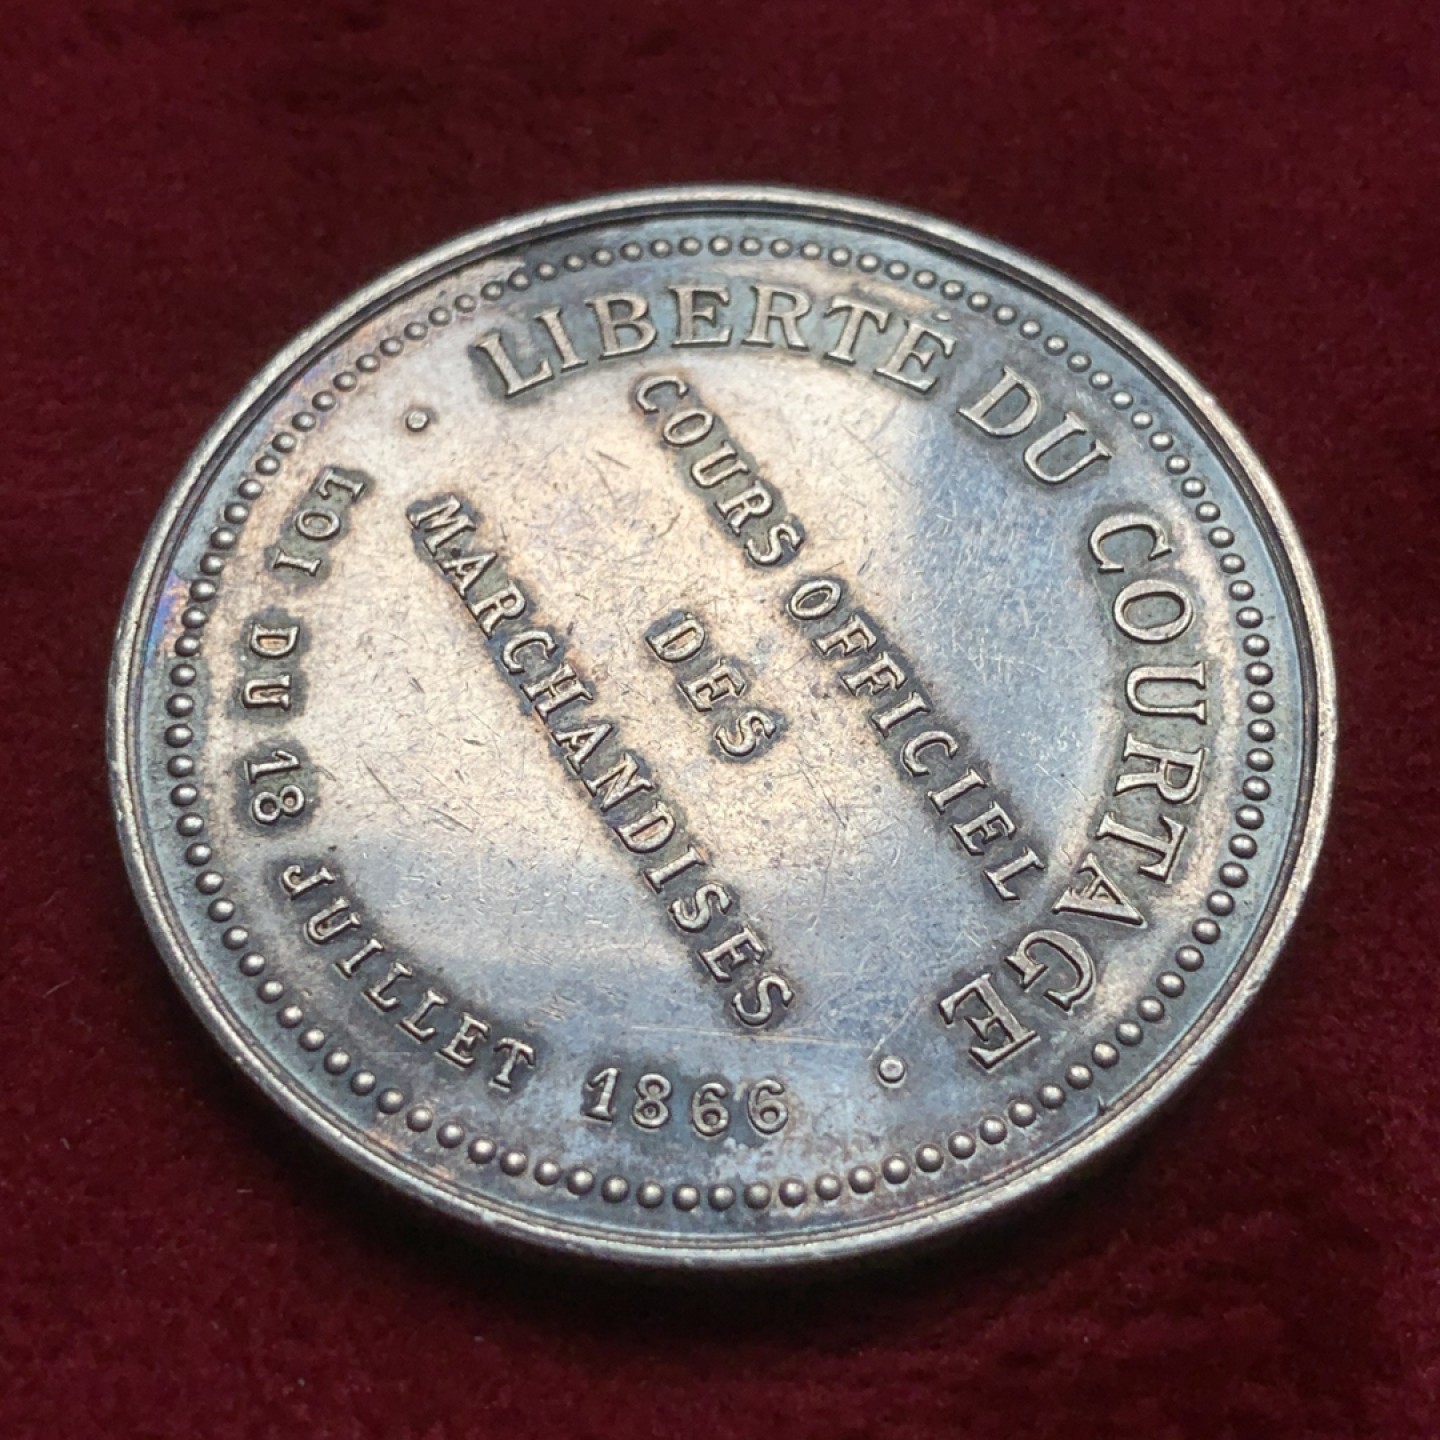 LIBERTÉ DU COURTAGE
COURS OFFICIEL
DES
MARCHANDISES
LOI DU 18 JUILLET 1866